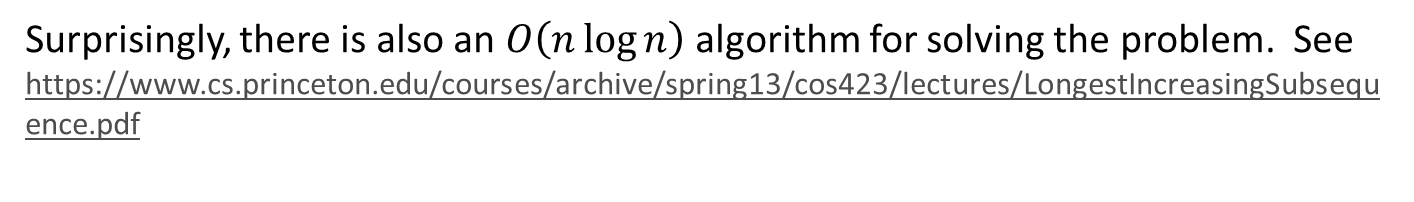 Surprisingly, there is also an O(n log n) algorithm for solving the problem. See
https://www.cs.princeton.edu/courses/archive/spring13/cos423/lectures/LongestIncreasingSubsequ
ence.pdf